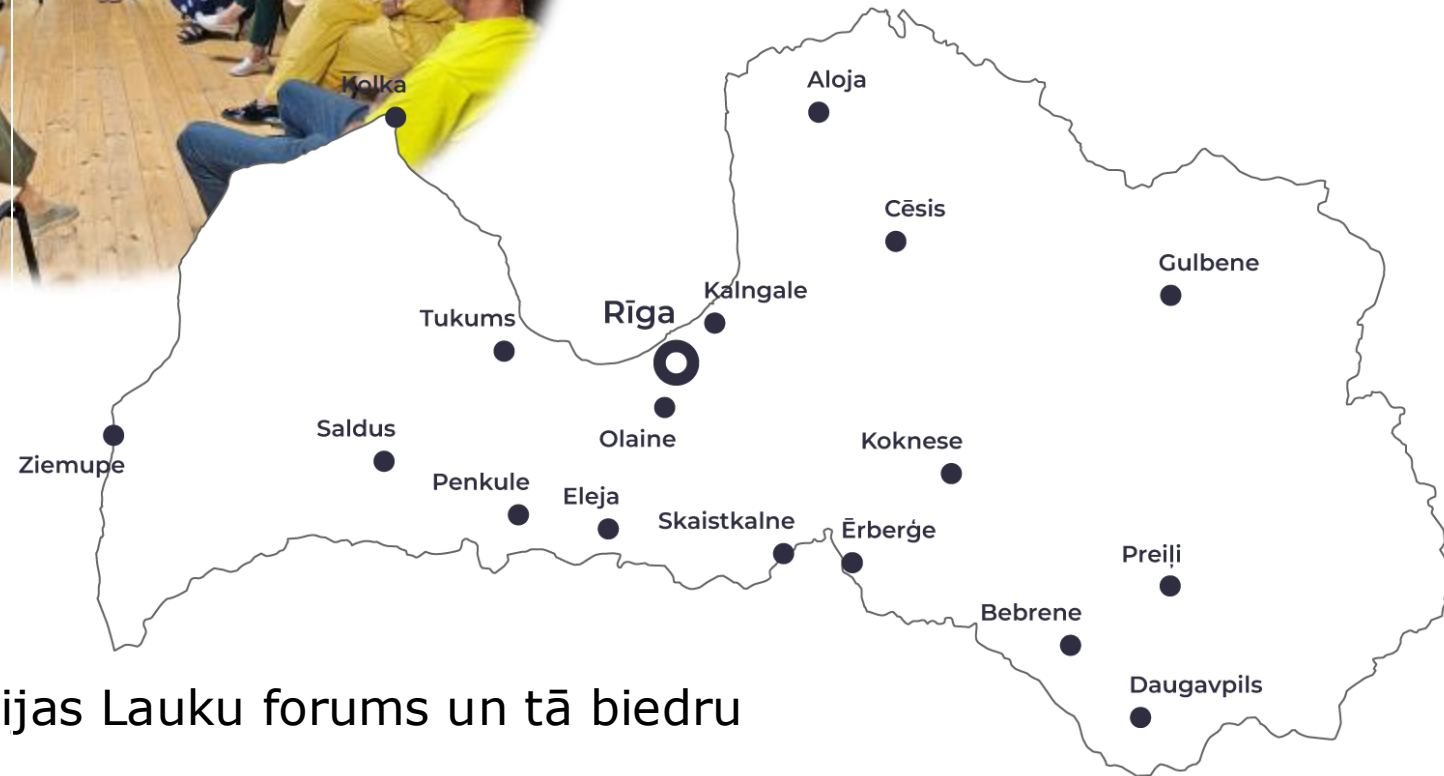 Kolka
Aloja
Cēsis
Gulbene
Kalngale
Rīga
Tukums
Saldus
Olaine
Koknese
Ziemupe
Penkule
Eleja
Skaistkalne
Ērberģe
Preiļi
Bebrene
Daugavpils
ijas Lauku forums un tā biedru